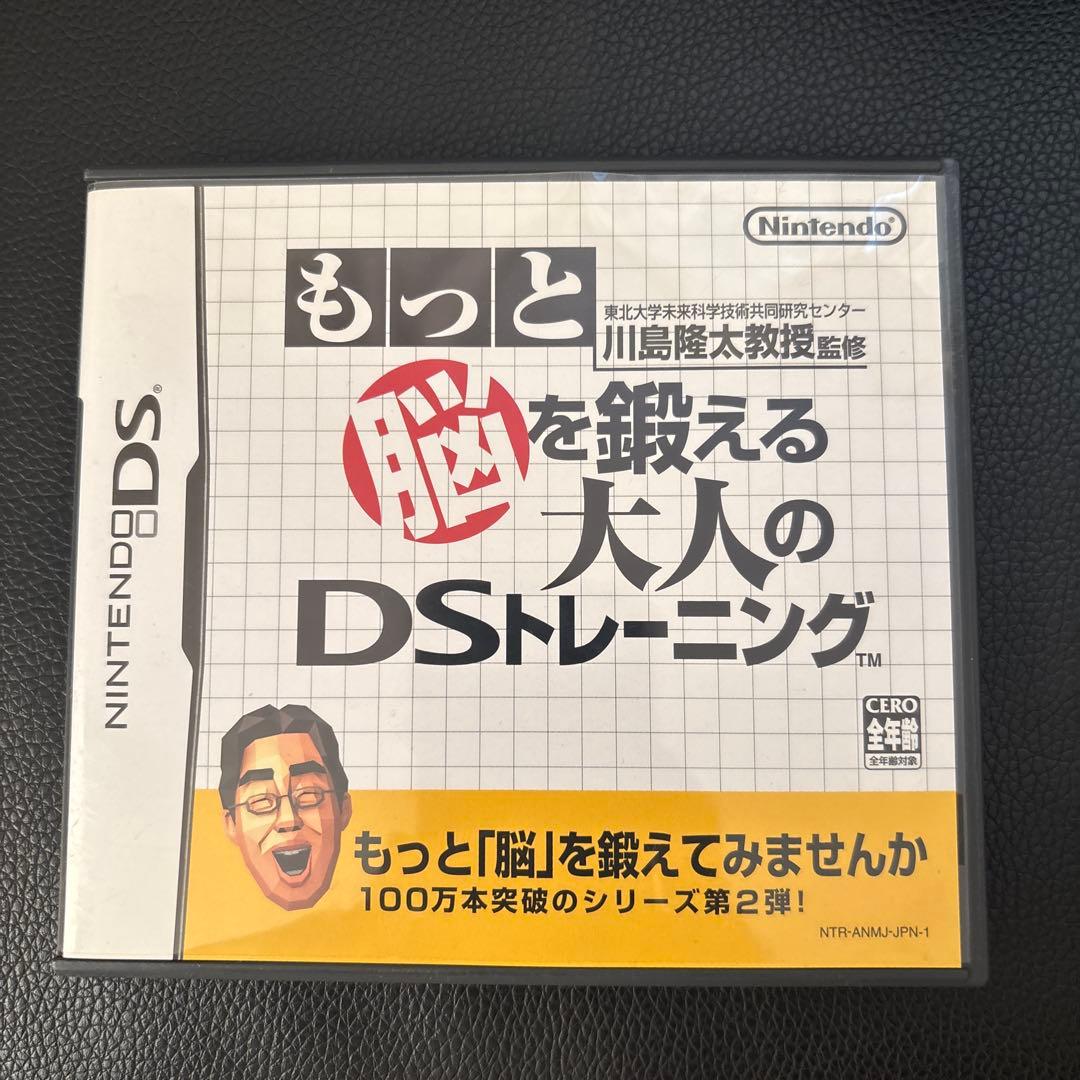 Nintendo®
もっと
東北大学未来科学技術共同研究センター
川島隆太教授監修
脳を鍛える
大人の
DSトレーニング™
NINTENDO DS®
CERO
全年齢
全年齢対象
もっと「脳」を鍛えてみませんか
100万本突破のシリーズ第2弾!
NTR-ANMJ-JPN-1